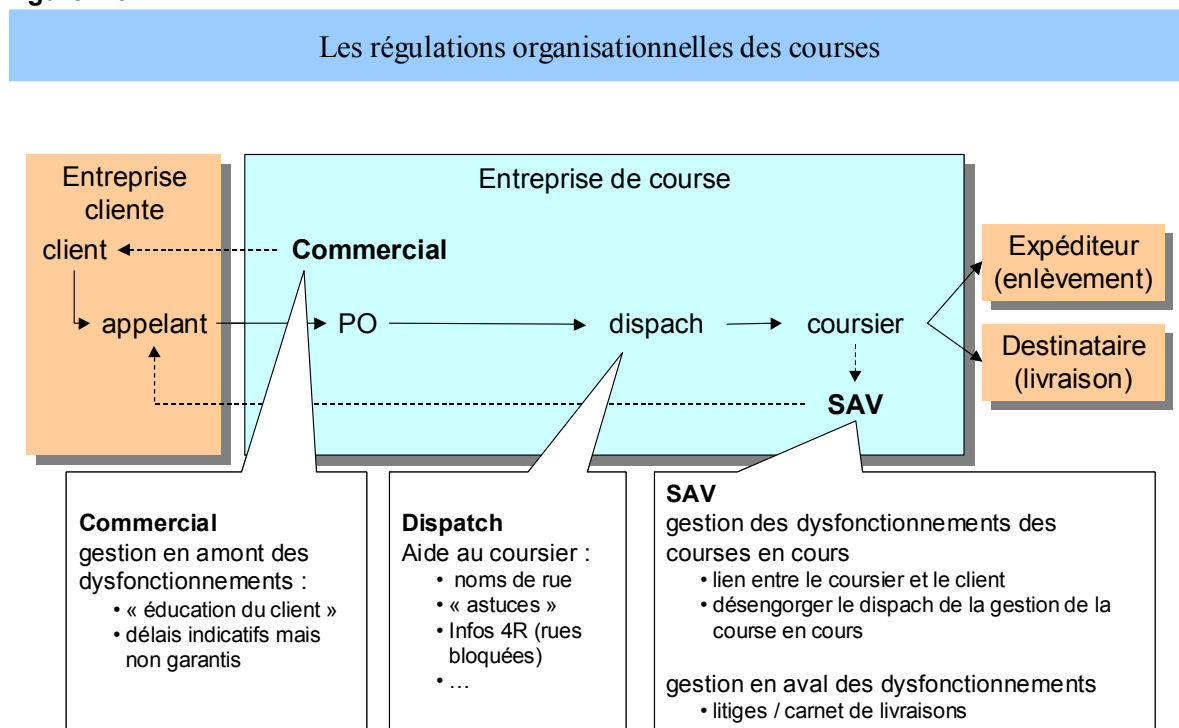 Les régulations organisationnelles des courses
Entreprise
cliente
Entreprise de course
client
Commercial
appelant
PO
dispach
coursier
SAV
Expéditeur
(enlèvement)
Destinataire
(livraison)
Commercial
gestion en amont des
dysfonctionnements :
• « éducation du client »
• délais indicatifs mais
non garantis
Dispatch
Aide au coursier :
• noms de rue
• « astuces »
• Infos 4R (rues
bloquées)
• …
SAV
gestion des dysfonctionnements des
courses en cours
• lien entre le coursier et le client
• désengorger le dispach de la gestion de la
course en cours
gestion en aval des dysfonctionnements
• litiges / carnet de livraisons